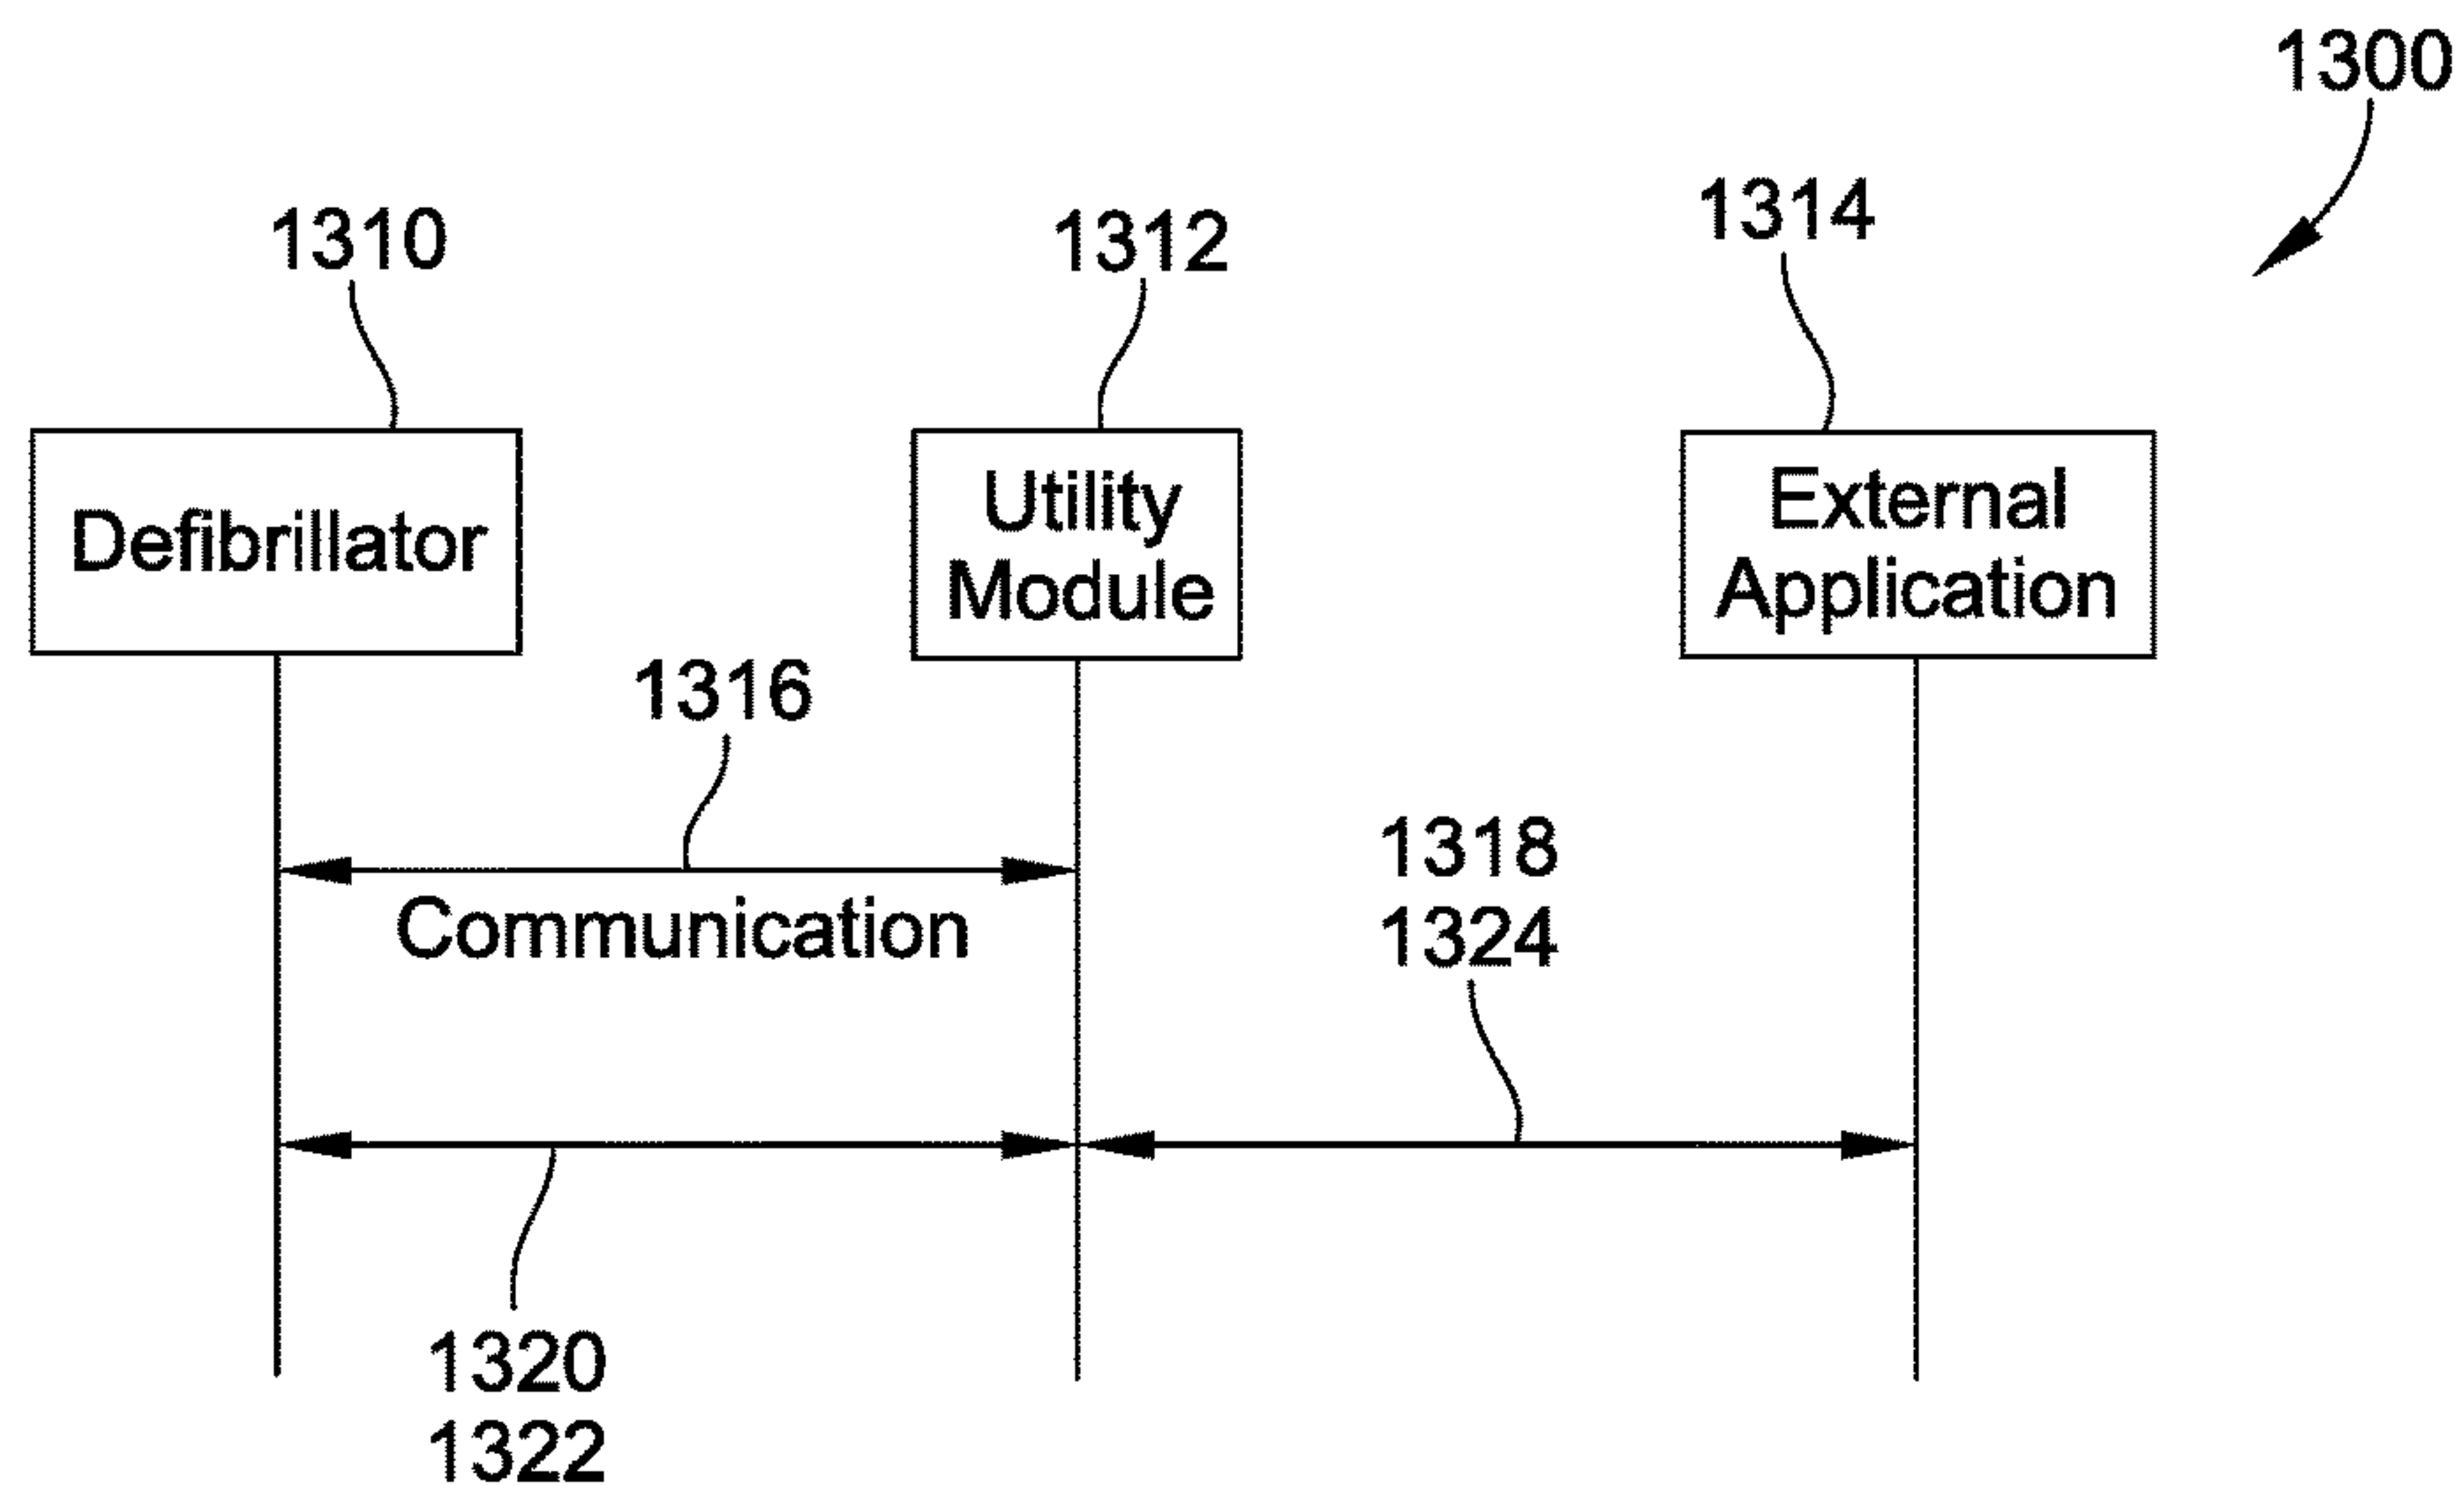 1300
1310
1312
1314
Defibrillator
Utility
Module
External
Application
1316
Communication
1318
1324
1320
1322